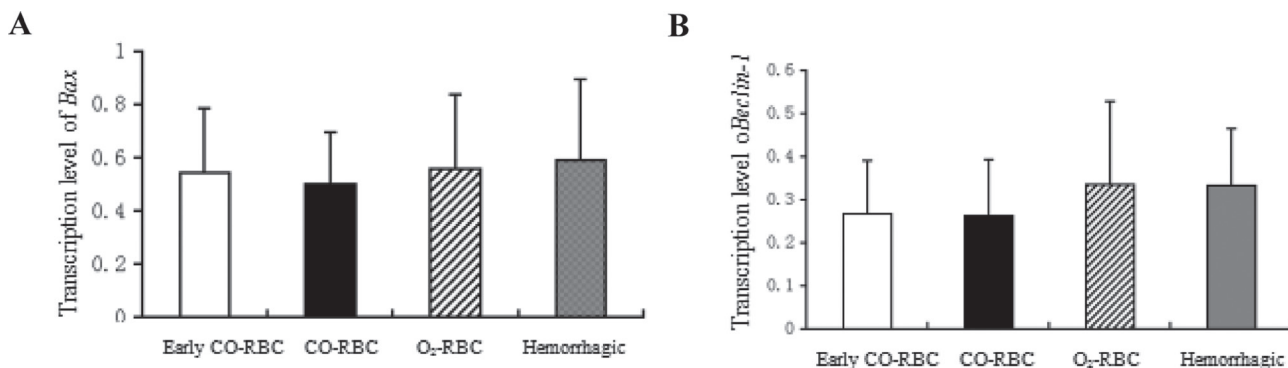 A
Transcription level of Bax
1
0.8
0.6
0.4
0.2
0
Early CO-RBC CO-RBC O₂-RBC Hemorrhagic
B
Transcription level oBeclin-1
0.6
0.5
0.4
0.3
0.2
0.1
0
Early CO-RBC CO-RBC O₂-RBC Hemorrhagic